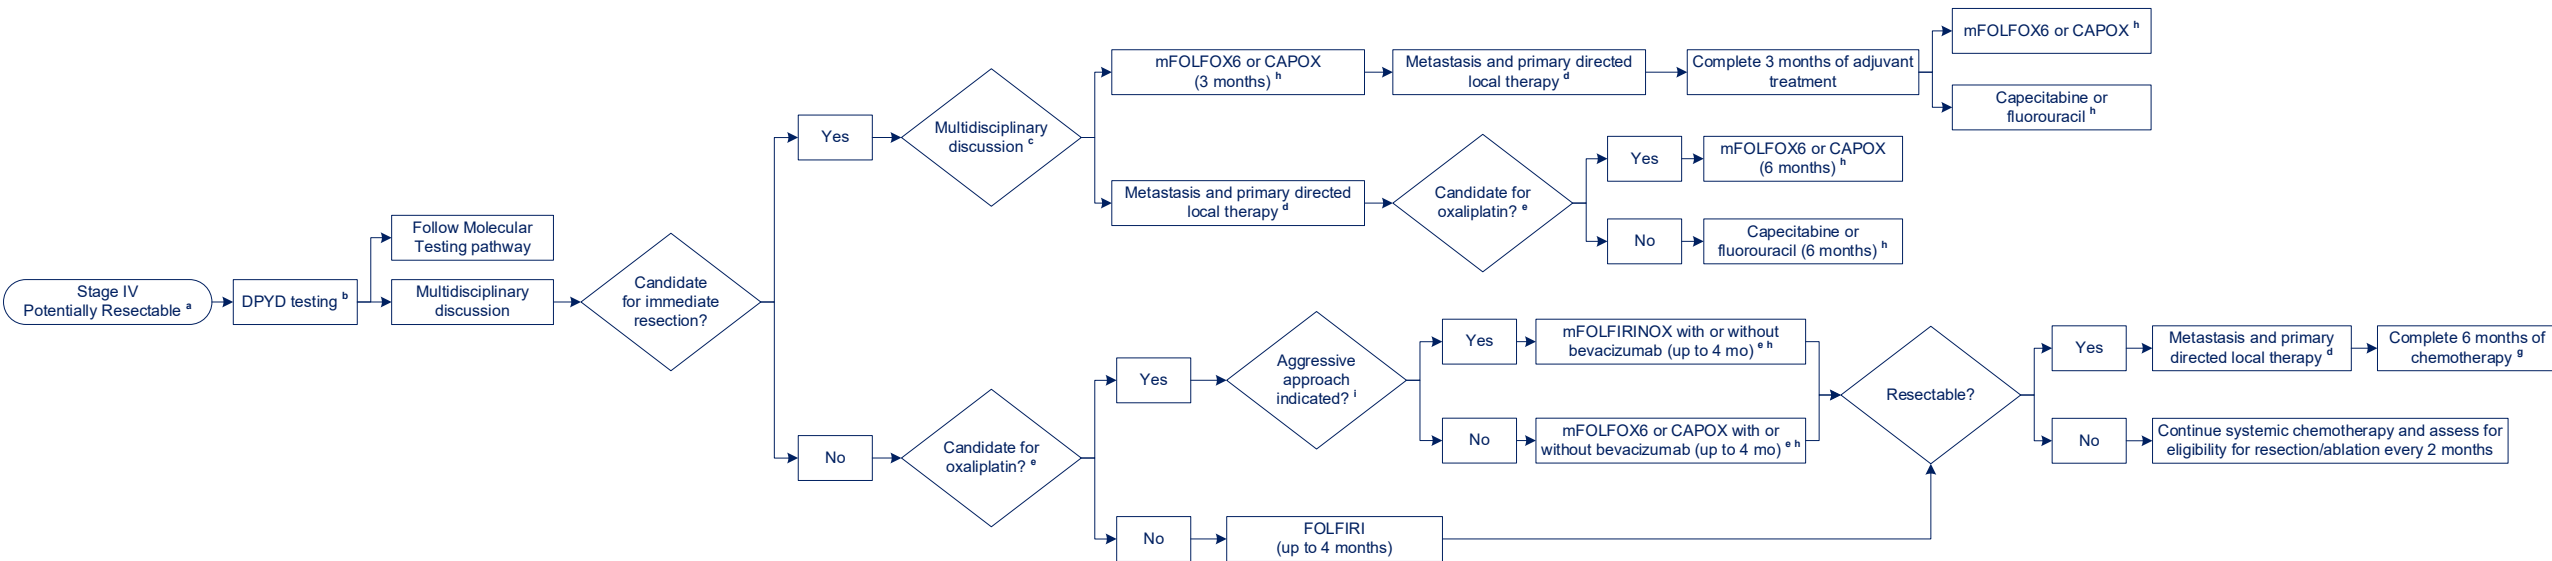 Stage IV
Potentially Resectable a
DPYD testing b
Follow Molecular
Testing pathway
Multidisciplinary
discussion
Candidate
for immediate
resection?
Yes
Multidisciplinary
discussion c
mFOLFOX6 or CAPOX
(3 months) h
Metastasis and primary directed
local therapy d
Complete 3 months of adjuvant
treatment
mFOLFOX6 or CAPOX h
Capecitabine or
fluorouracil h
Metastasis and primary directed
local therapy d
Candidate for
oxaliplatin? e
Yes
mFOLFOX6 or CAPOX
(6 months) h
No
Capecitabine or
fluorouracil (6 months) h
No
Candidate for
oxaliplatin? e
Yes
Aggressive
approach
indicated? i
Yes
mFOLFIRINOX with or without
bevacizumab (up to 4 mo) e h
No
mFOLFOX6 or CAPOX with or
without bevacizumab (up to 4 mo) e h
No
FOLFIRI
(up to 4 months)
Resectable?
Yes
Metastasis and primary
directed local therapy d
Complete 6 months of
chemotherapy g
No
Continue systemic chemotherapy and assess for
eligibility for resection/ablation every 2 months